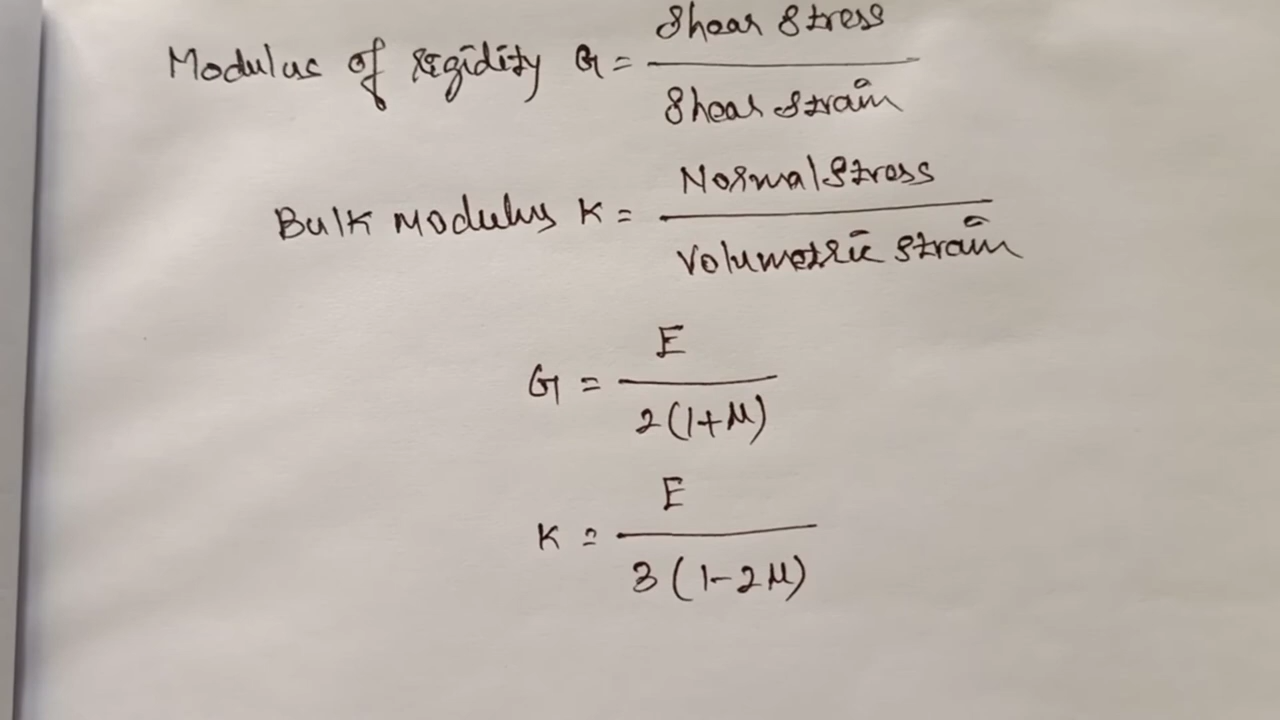 Modulus of rigidity G = Shear Stress / Shear Strain
Bulk Modulus K = Normal Stress / Volumetric Strain
G = E / 2(1+μ)
K = E / 3(1-2μ)